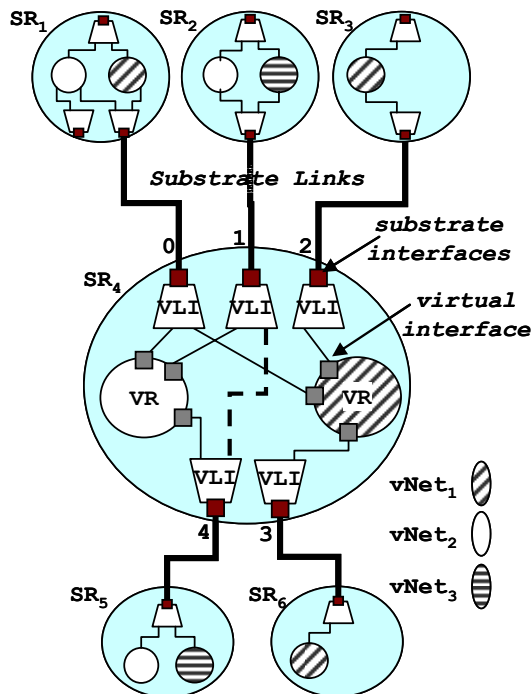 SR1
SR2
SR3
Substrate Links
0
1
2
substrate
interfaces
SR4
VLI
VLI
VLI
virtual
interface
VR
VR
VLI
VLI
vNet1
4
3
vNet2
SR5
SR6
vNet3